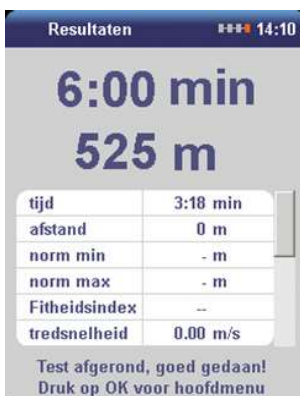 Resultaten 14:10
6:00 min
525 m
tijd 3:18 min
afstand 0 m
norm min - m
norm max - m
Fitheidsindex --
tredsnelheid 0.00 m/s
Test afgerond, goed gedaan!
Druk op OK voor hoofdmenu